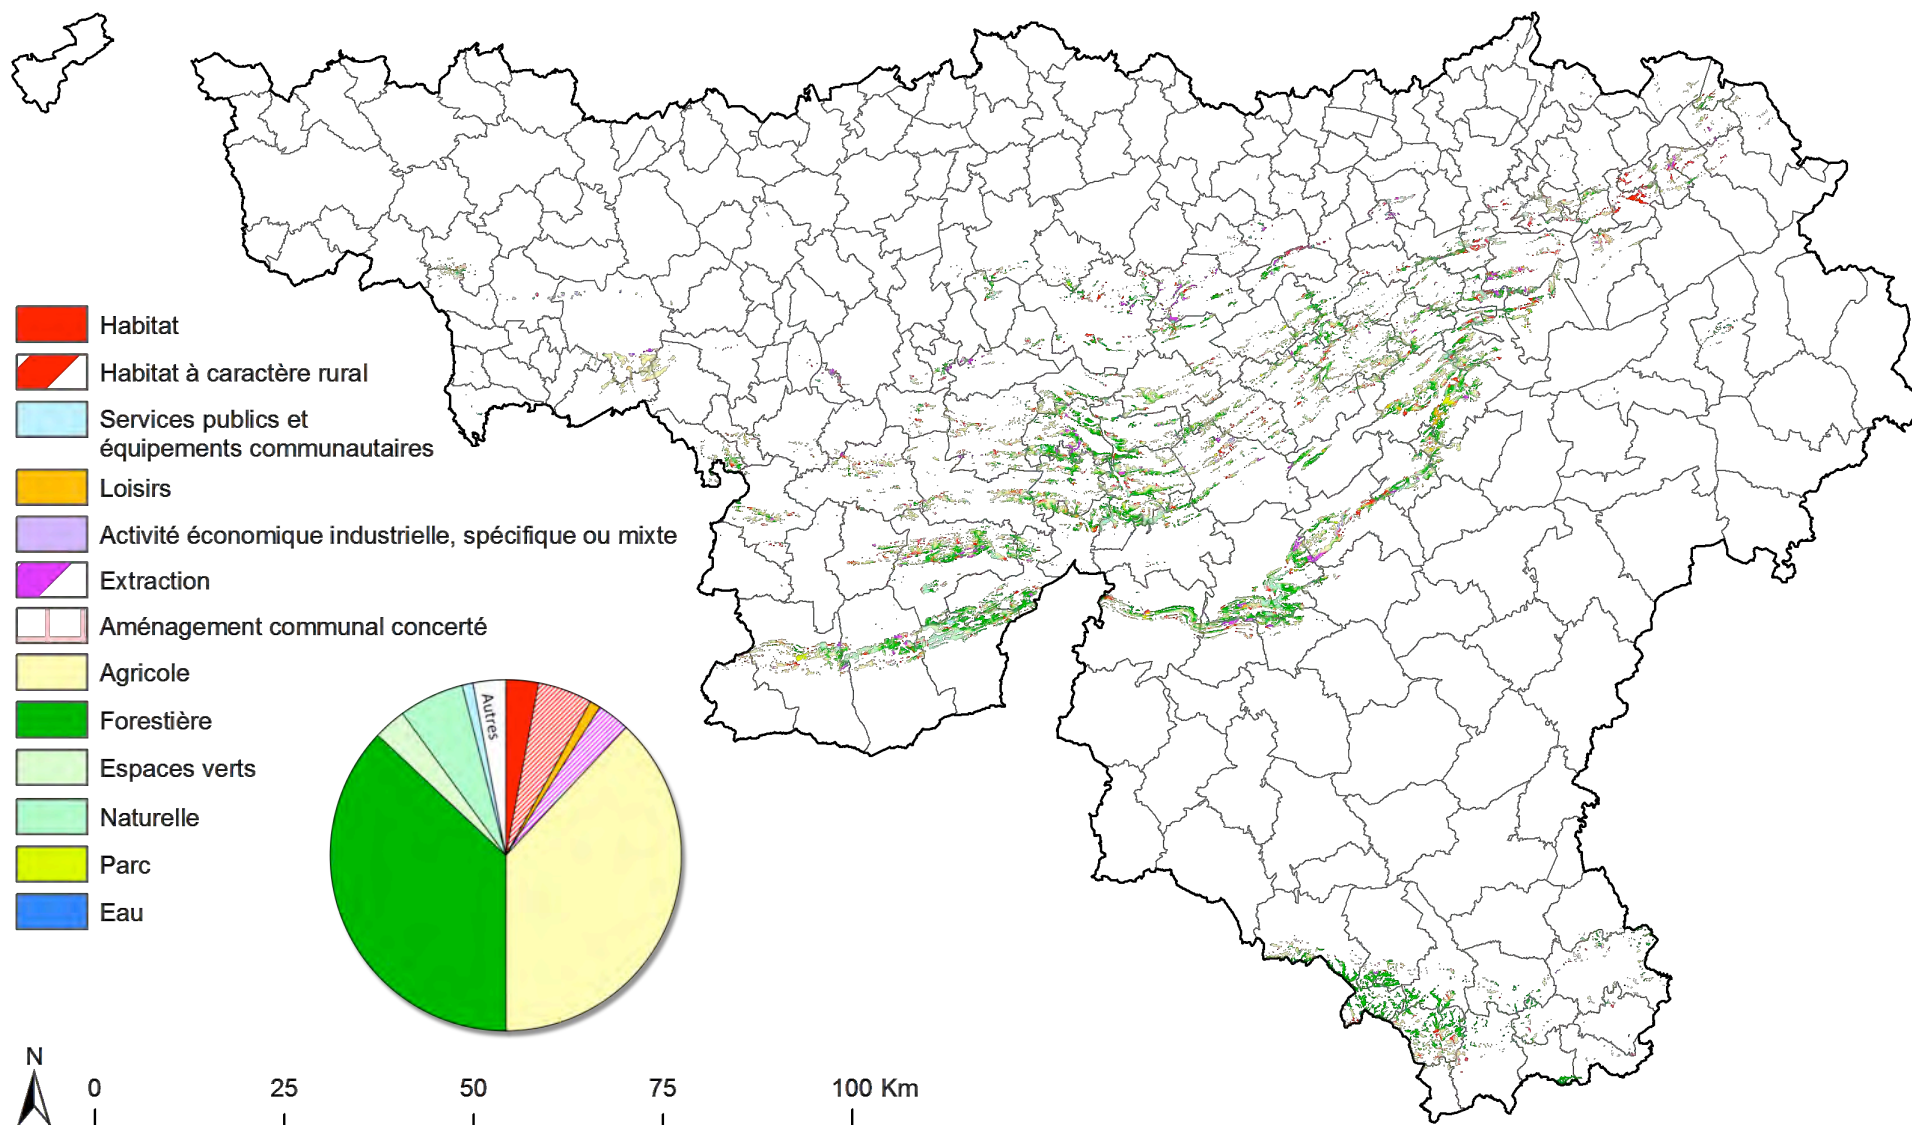 Habitat
Habitat à caractère rural
Services publics et
équipements communautaires
Loisirs
Activité économique industrielle, spécifique ou mixte
Extraction
Aménagement communal concerté
Agricole
Forestière
Espaces verts
Naturelle
Parc
Eau
Autres
N
0 25 50 75 100 Km